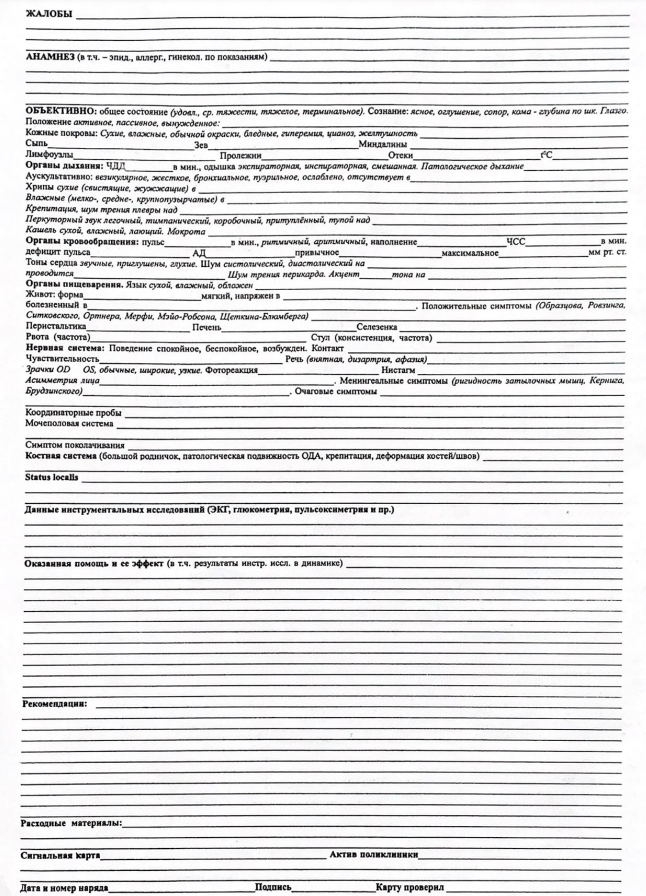 ЖАЛОБЫ
АНАМНЕЗ (в т.ч. – эпид., аллерг., гинекол. по показаниям)
ОБЪЕКТИВНО: общее состояние (удовл., ср. тяжести, тяжелое, терминальное). Сознание: ясное, оглушение, сопор, кома - глубина по шк. Глазго.
Положение активное, пассивное, вынужденное:
Кожные покровы: Сухие, влажные, обычной окраски, бледные, гиперемия, цианоз, желтушность
Сыпь Зев Миндалины
Лимфоузлы Пролежни Отеки t°C
Органы дыхания: ЧДД в мин., одышка экспираторная, инспираторная, смешанная. Патологическое дыхание
Аускультативно: везикулярное, жесткое, бронхиальное, пуэрильное, ослаблено, отсутствует в
Хрипы сухие (свистящие, жужжащие) в
Влажные (мелко-, средне-, крупнопузырчатые) в
Крепитация, шум трения плевры над
Перкуторный звук легочный, тимпанический, коробочный, притуплённый, тупой над
Кашель сухой, влажный, лающий. Мокрота
Органы кровообращения: пульс в мин., ритмичный, аритмичный, наполнение ЧСС в мин.
дефицит пульса АД привычное максимальное мм рт. ст.
Тоны сердца звучные, приглушены, глухие. Шум систолический, диастолический на
проводится Шум трения перикарда. Акцент тона на
Органы пищеварения. Язык сухой, влажный, обложен
Живот: форма мягкий, напряжен в
болезненный в . Положительные симптомы (Образцова, Ровзинга,
Ситковского, Ортнера, Мерфи, Мэйо-Робсона, Щеткина-Блюмберга)
Перистальтика Печень Селезенка
Рвота (частота) Стул (консистенция, частота)
Нервная система: Поведение спокойное, беспокойное, возбужден. Контакт
Чувствительность Речь (внятная, дизартрия, афазия)
Зрачки OD OS, обычные, широкие, узкие. Фотореакция Нистагм
Асимметрия лица . Менингеальные симптомы (ригидность затылочных мышц, Кернига,
Брудзинского) . Очаговые симптомы
Координаторные пробы
Мочеполовая система
Симптом поколачивания
Костная система (большой родничок, патологическая подвижность ОДА, крепитация, деформация костей/швов)
Status localis
Данные инструментальных исследований (ЭКГ, глюкометрия, пульсоксиметрия и пр.)
Оказанная помощь и ее эффект (в т.ч. результаты инстр. иссл. в динамике)
Рекомендации:
Расходные материалы:
Сигнальная карта Актив поликлиники
Дата и номер наряда Подпись Карту проверил